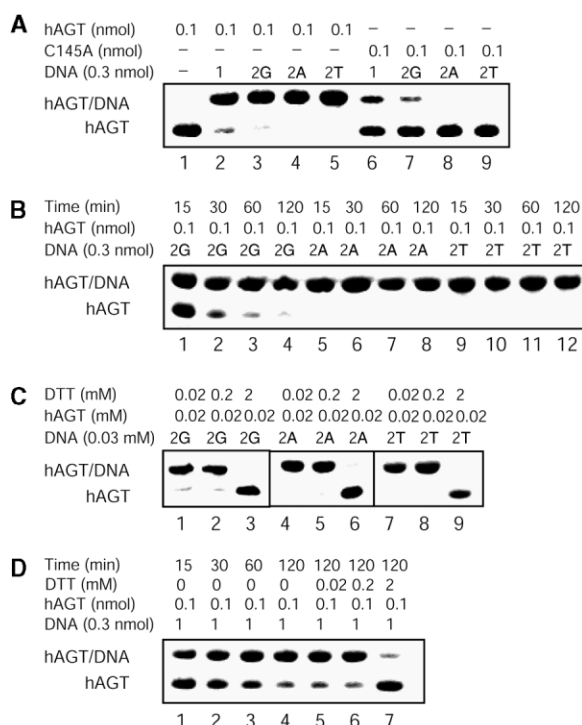 A
hAGT (nmol) 0.1 0.1 0.1 0.1 0.1 – – – –
C145A (nmol) – – – – – 0.1 0.1 0.1 0.1
DNA (0.3 nmol) – 1 2G 2A 2T 1 2G 2A 2T
hAGT/DNA
hAGT
1 2 3 4 5 6 7 8 9
B
Time (min) 15 30 60 120 15 30 60 120 15 30 60 120
hAGT (nmol) 0.1 0.1 0.1 0.1 0.1 0.1 0.1 0.1 0.1 0.1 0.1 0.1
DNA (0.3 nmol) 2G 2G 2G 2G 2A 2A 2A 2A 2T 2T 2T 2T
hAGT/DNA
hAGT
1 2 3 4 5 6 7 8 9 10 11 12
C
DTT (mM) 0.02 0.2 2 0.02 0.2 2 0.02 0.2 2
hAGT (mM) 0.02 0.02 0.02 0.02 0.02 0.02 0.02 0.02 0.02
DNA (0.03 mM) 2G 2G 2G 2A 2A 2A 2T 2T 2T
hAGT/DNA
hAGT
1 2 3 4 5 6 7 8 9
D
Time (min) 15 30 60 120 120 120 120
DTT (mM) 0 0 0 0 0.02 0.2 2
hAGT (nmol) 0.1 0.1 0.1 0.1 0.1 0.1 0.1
DNA (0.3 nmol) 1 1 1 1 1 1 1
hAGT/DNA
hAGT
1 2 3 4 5 6 7